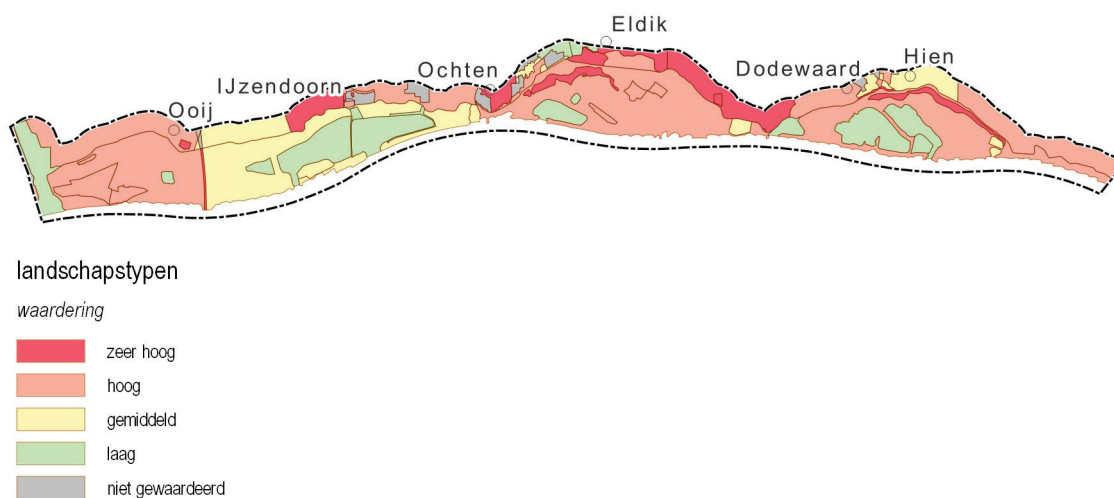 Eldik
Hien
Dodewaard
Ochten
IJzendoorn
Ooij
landschapstypen
waardering
zeer hoog
hoog
gemiddeld
laag
niet gewaardeerd